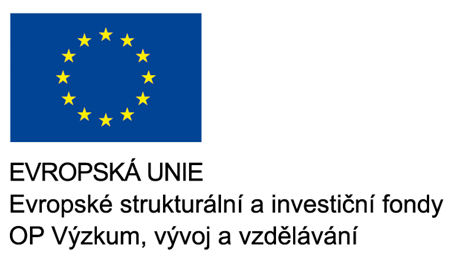 EVROPSKÁ UNIE
Evropské strukturální a investiční fondy
OP Výzkum, vývoj a vzdělávání